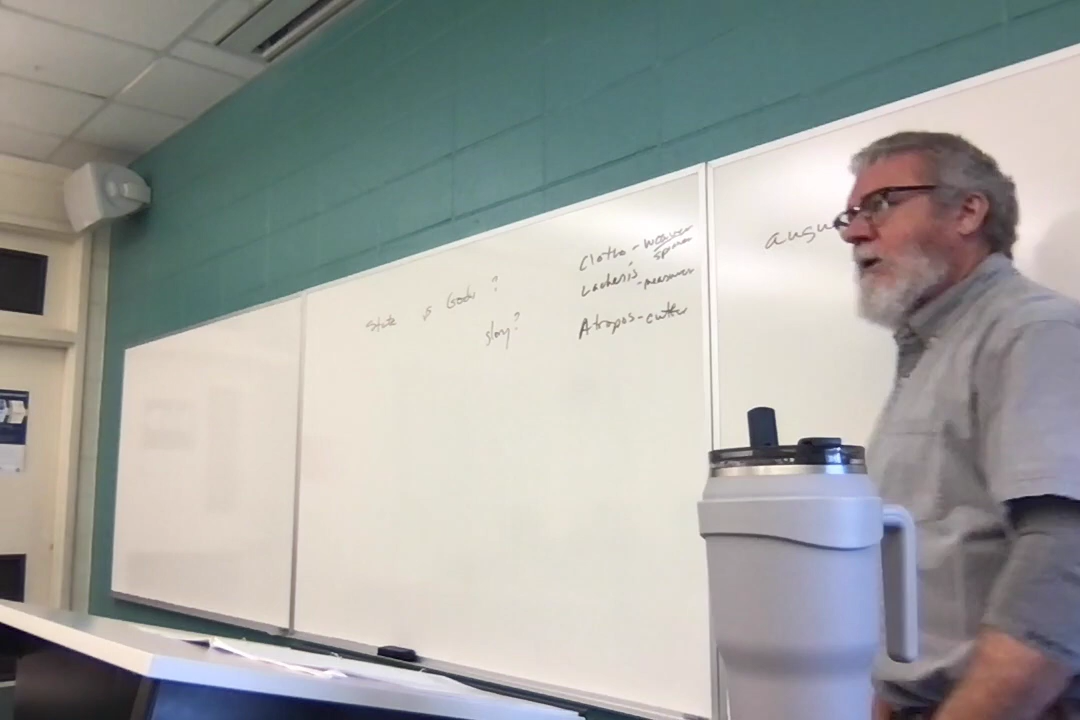 State vs Gods ?
story?
Clotho - weaver
spinner
Lachesis
- measurer
Atropos - cutter
augu